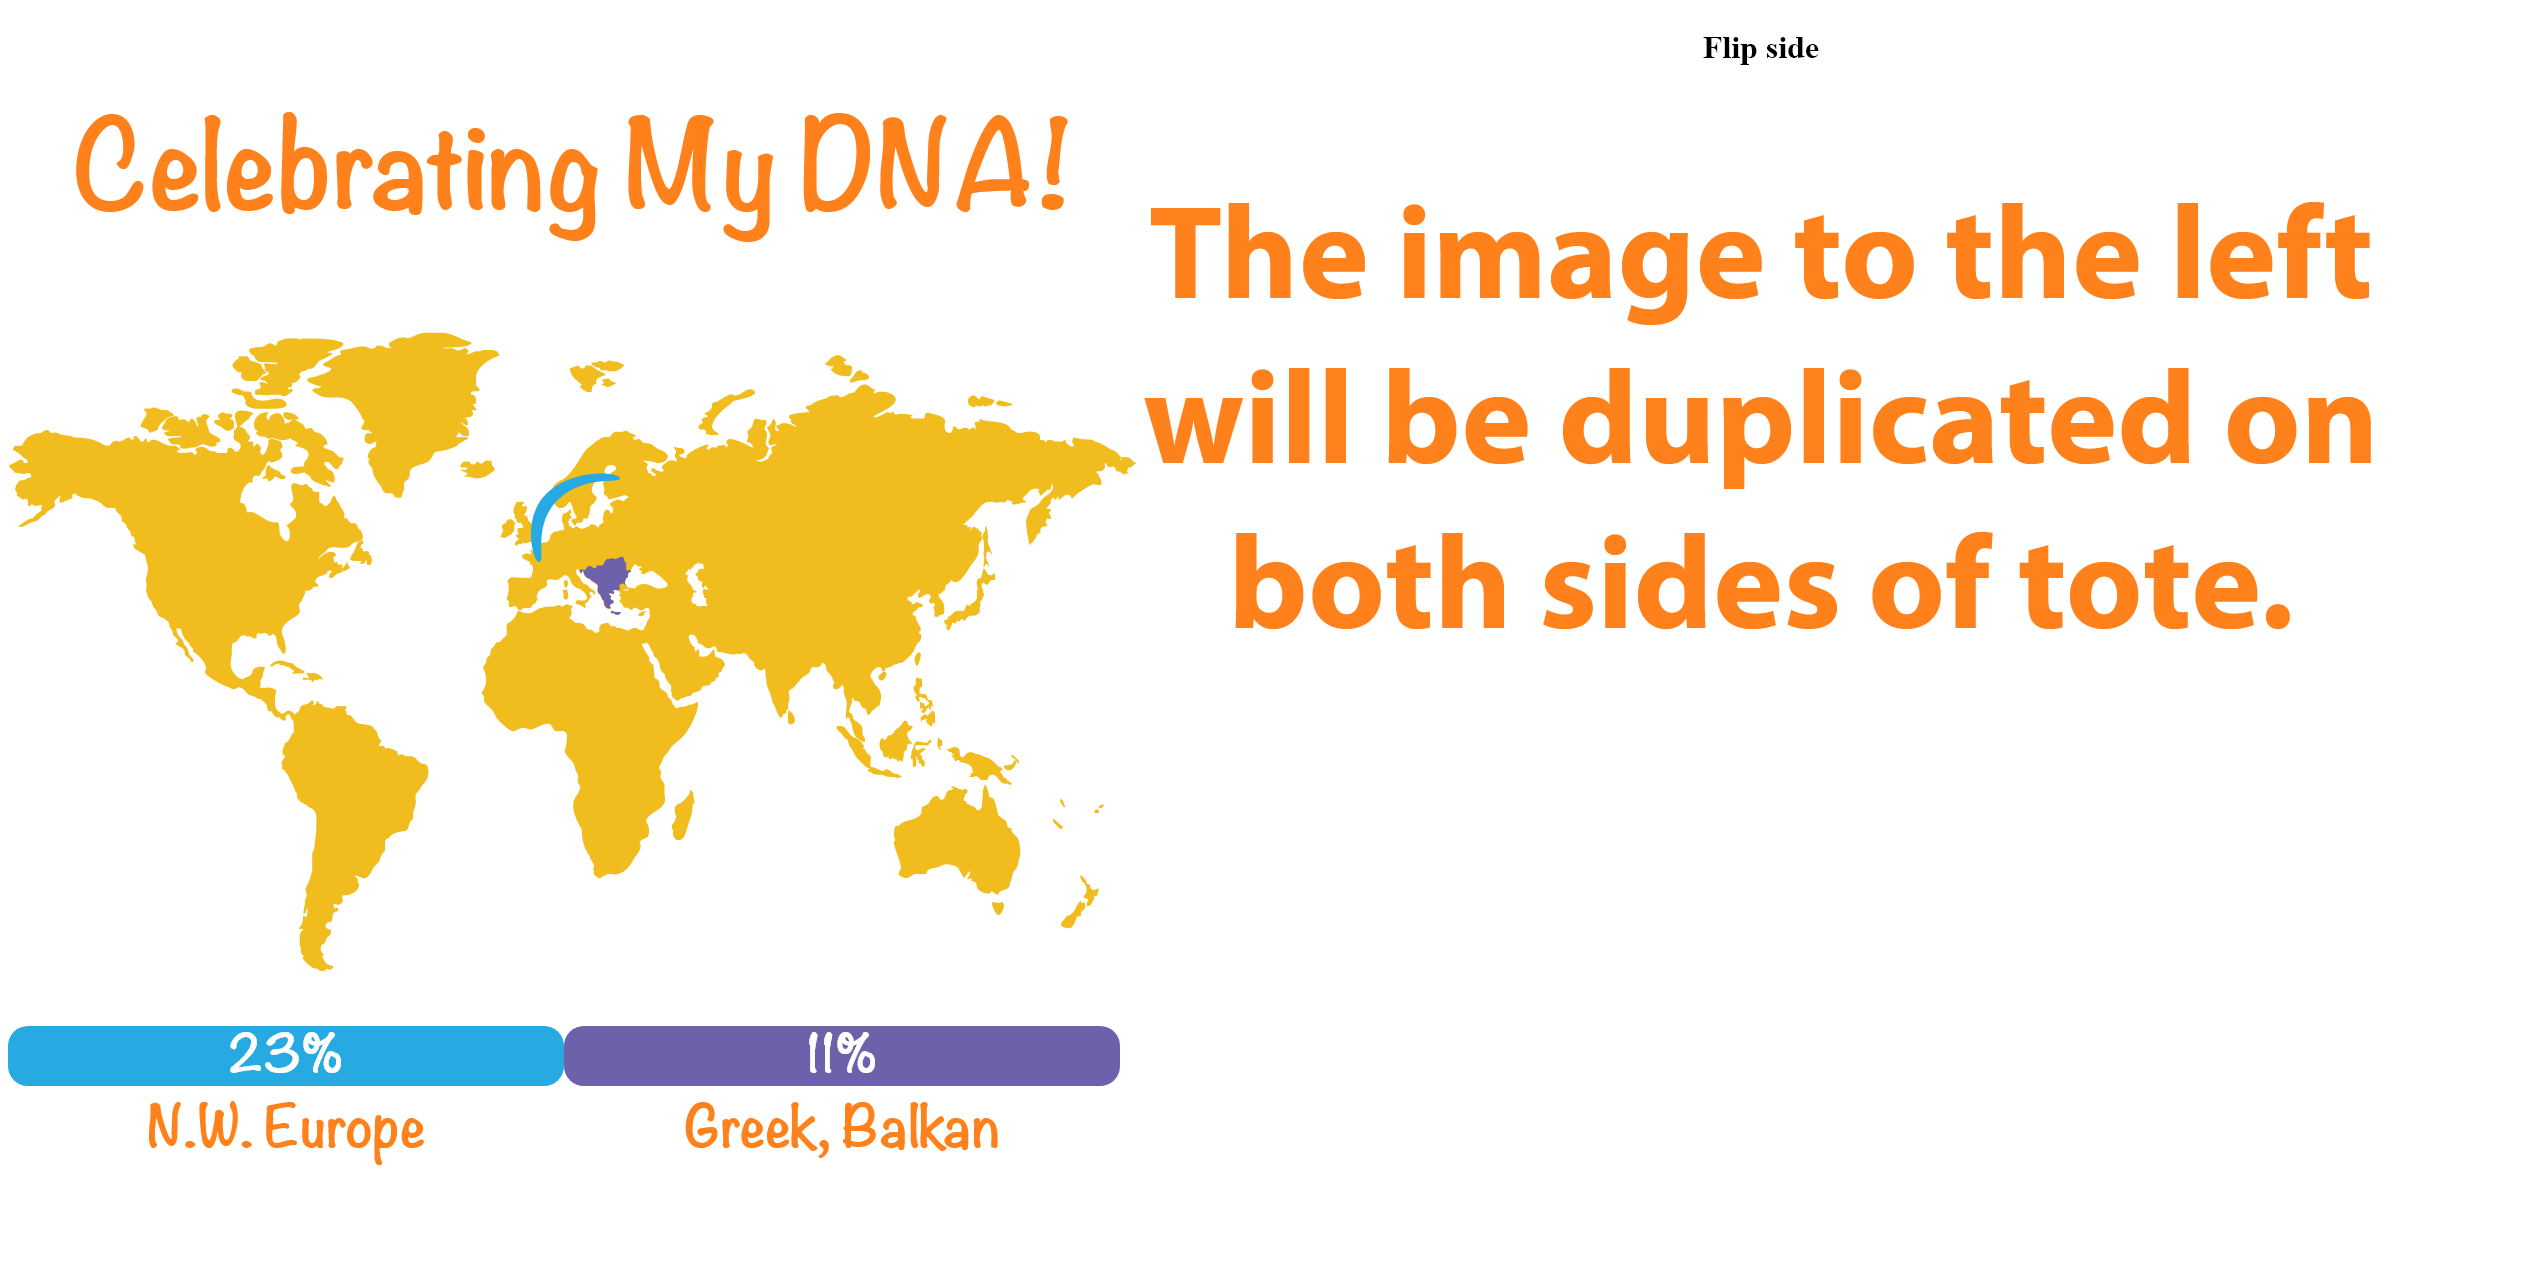 Flip side
Celebrating My DNA!
The image to the left
will be duplicated on
both sides of tote.
23%
11%
N.W. Europe
Greek, Balkan